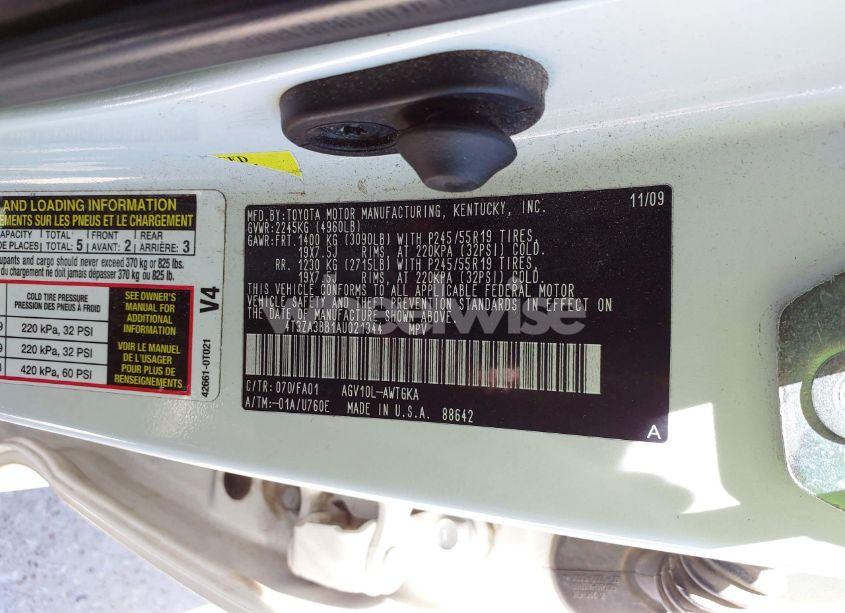 ED
AND LOADING INFORMATION
SUR LES PNEUS ET LE CHARGEMENT
CAPACITY TOTAL 5 FRONT AVANT: 2 REAR ARRIÈRE: 3
DE PLACES
upants and cargo should never exceed 370 kg or 825 lbs.
rgement ne doit jamais dépasser 370 kg ou 825 lb.
COLD TIRE PRESSURE
PRESSION DES PNEUS À FROID
220 kPa, 32 PSI
220 kPa, 32 PSI
420 kPa, 60 PSI
SEE OWNER'S
MANUAL FOR
ADDITIONAL
INFORMATION
VOIR LE MANUEL
DE L'USAGER
POUR PLUS DE
RENSEIGNEMENTS
V4
42661-0T021
MFD.BY: TOYOTA MOTOR MANUFACTURING, KENTUCKY, INC. 11/09
GVWR: 2245KG (4960LB)
GAWR: FRT. 1400 KG (3090LB) WITH P245/55R19 TIRES,
19X7.5J RIMS, AT 220KPA (32PSI) COLD.
RR. 1230 KG (2715LB) WITH P245/55R19 TIRES,
19X7.5J RIMS, AT 220KPA (32PSI) COLD.
THIS VEHICLE CONFORMS TO ALL APPLICABLE FEDERAL MOTOR
VEHICLE SAFETY AND THEFT PREVENTION STANDARDS IN EFFECT ON
THE DATE OF MANUFACTURE SHOWN ABOVE.
4T3ZA3BB1AU021341 MPV
C/TR: 070/FA01 AGV10L-AWTGKA
A/TM:-01A/U760E MADE IN U.S.A. 88642
A